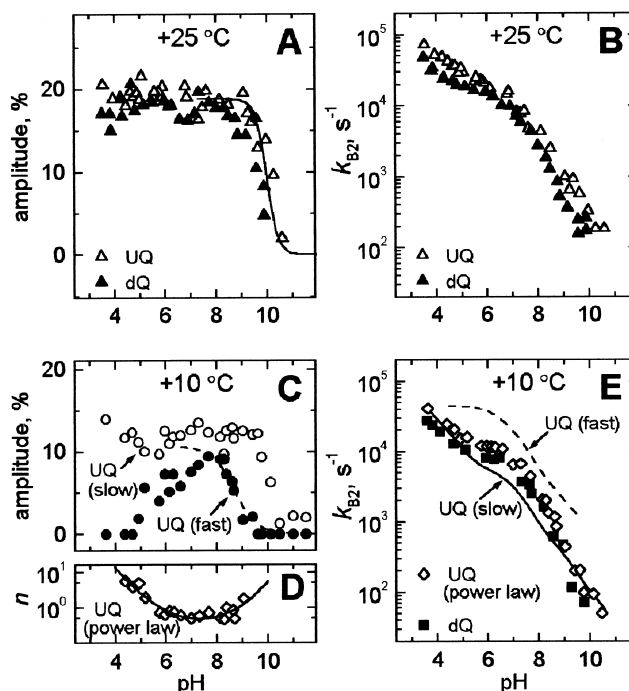 +25 °C
A
amplitude, %
20
10
0
△ UQ
▲ dQ
4 6 8 10
+25 °C
B
k_B2, s⁻¹
10⁵
10⁴
10³
10²
△ UQ
▲ dQ
4 6 8 10
+10 °C
C
amplitude, %
20
10
0
UQ
(slow)
UQ (fast)
D
n
10¹
10⁰
UQ
(power law)
4 6 8 10
pH
+10 °C
E
k_B2, s⁻¹
10⁵
10⁴
10³
10²
UQ
(fast)
UQ
(slow)
◇ UQ
(power law)
■ dQ
4 6 8 10
pH